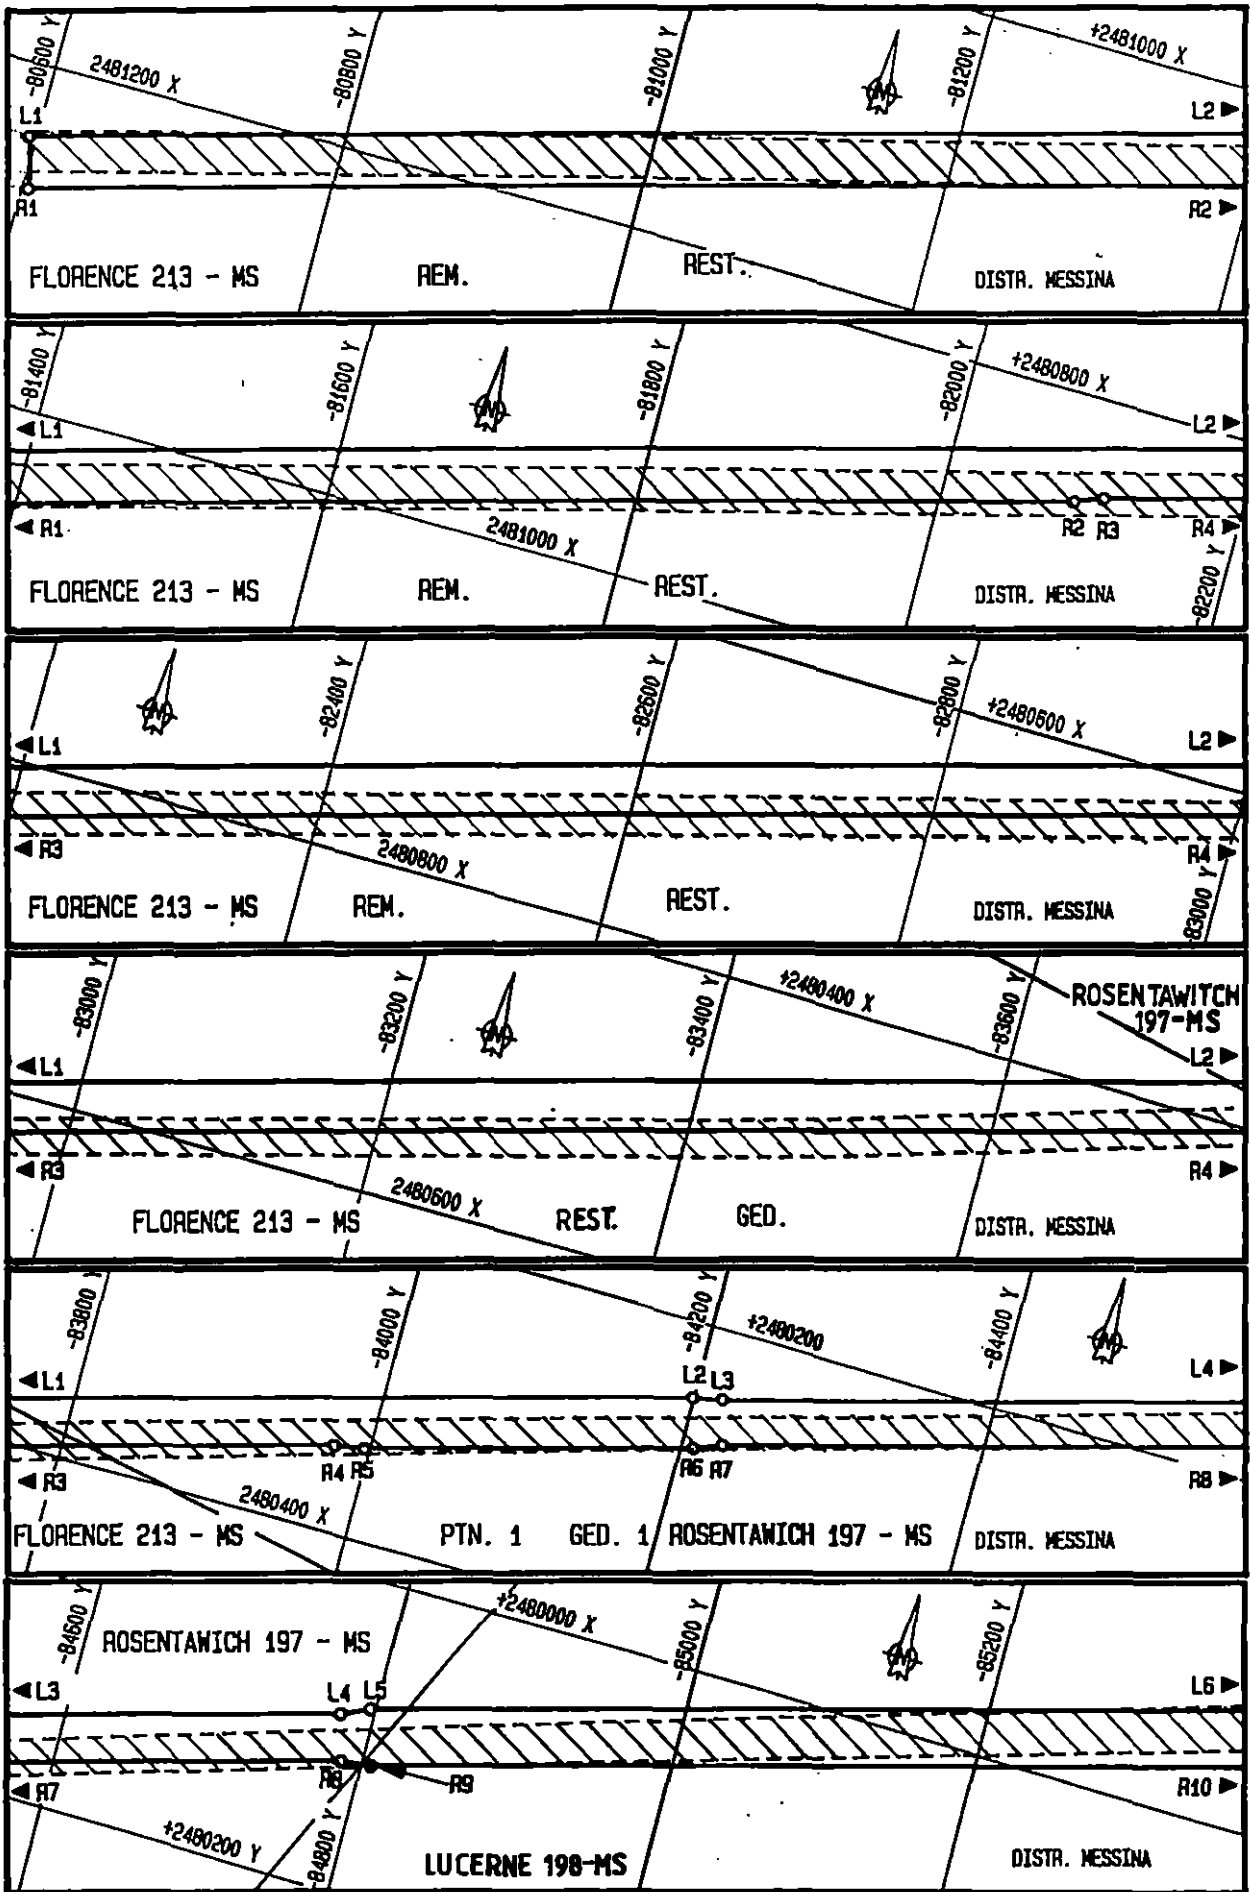 -80600 Y
2481200 X
-80800 Y
-81000 Y
-81200 Y
+2481000 X
L1
L2
R1
R2
FLORENCE 213 - MS REM. REST. DISTR. MESSINA
-81400 Y
-81600 Y
-81800 Y
-82000 Y
+2480800 X
L1
L2
R1
2481000 X
R2 R3
R4
-82200 Y
FLORENCE 213 - MS REM. REST. DISTR. MESSINA
-82400 Y
-82600 Y
-82800 Y
+2480600 X
L1
L2
R3
2480800 X
R4
-83000 Y
FLORENCE 213 - MS REM. REST. DISTR. MESSINA
-83000 Y
-83200 Y
-83400 Y
+2480400 X
-83600 Y
ROSENTAWITCH
197-MS
L1
L2
R3
R4
2480600 X
FLORENCE 213 - MS REST. GED. DISTR. MESSINA
-83800 Y
-84000 Y
-84200 Y
+2480200
-84400 Y
L1
L2 L3
L4
R3
R4 R5
R6 R7
R8
2480400 X
FLORENCE 213 - MS PTN. 1 GED. 1 ROSENTAWICH 197 - MS DISTR. MESSINA
-84600 Y
ROSENTAWICH 197 - MS
+2480000 X
-85000 Y
-85200 Y
L3
L4 L5
L6
R7
R8
R9
R10
+2480200 Y
-84800 Y
LUCERNE 198-MS
DISTR. MESSINA